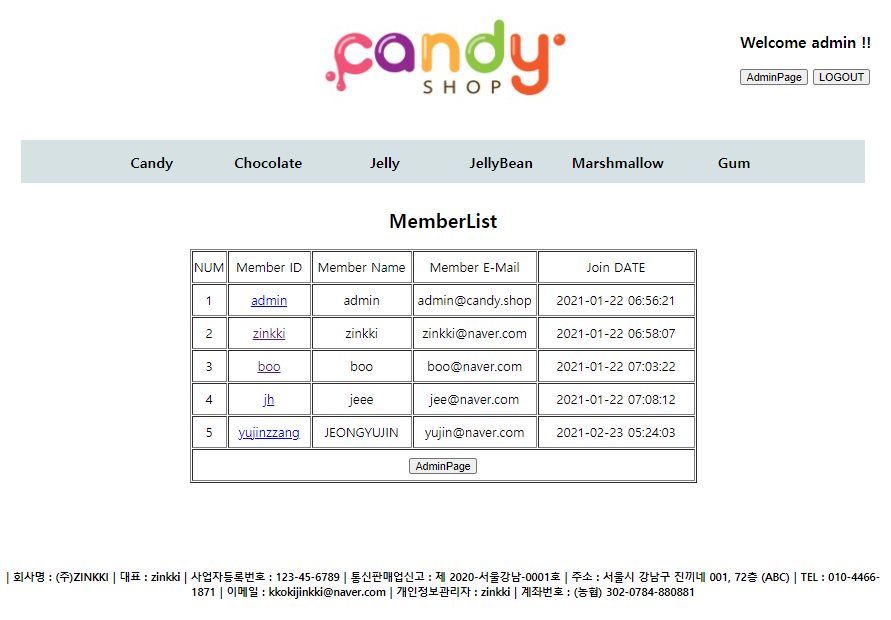 candy
SHOP
Welcome admin !!
AdminPage LOGOUT
Candy Chocolate Jelly JellyBean Marshmallow Gum
MemberList
NUM Member ID Member Name Member E-Mail Join DATE
1 admin admin admin@candy.shop 2021-01-22 06:56:21
2 zinkki zinkki zinkki@naver.com 2021-01-22 06:58:07
3 boo boo boo@naver.com 2021-01-22 07:03:22
4 jh jeee jee@naver.com 2021-01-22 07:08:12
5 yujinzzang JEONGYUJIN yujin@naver.com 2021-02-23 05:24:03
AdminPage
| 회사명 : (주)ZINKKI | 대표 : zinkki | 사업자등록번호 : 123-45-6789 | 통신판매업신고 : 제 2020-서울강남-0001호 | 주소 : 서울시 강남구 진끼네 001, 72층 (ABC) | TEL : 010-4466-
1871 | 이메일 : kkokijinkki@naver.com | 개인정보관리자 : zinkki | 계좌번호 : (농협) 302-0784-880881